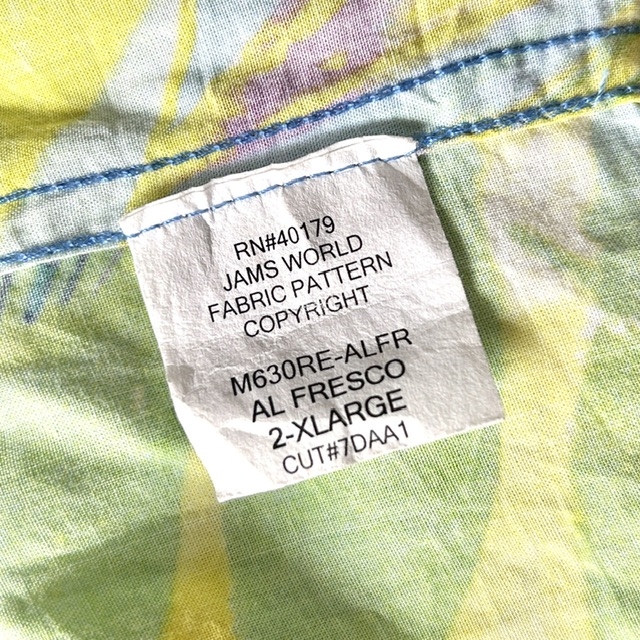 RN#40179
JAMS WORLD
FABRIC PATTERN
COPYRIGHT
M630RE-ALFR
AL FRESCO
2-XLARGE
CUT#7DAA1